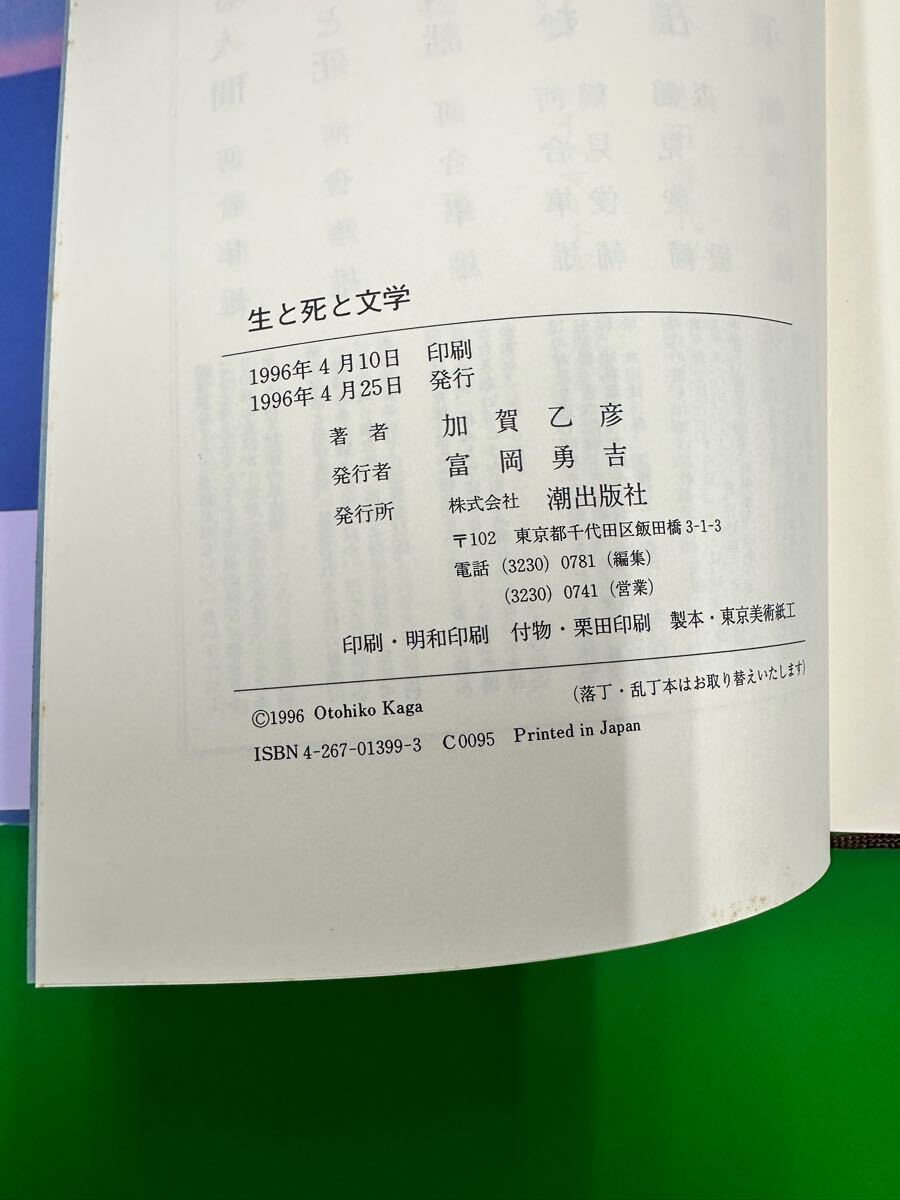 生と死と文学
1996年4月10日 印刷
1996年4月25日 発行
著者 加賀乙彦
発行者 富岡勇吉
発行所 株式会社 潮出版社
〒102 東京都千代田区飯田橋3-1-3
電話 (3230) 0781 (編集)
(3230) 0741 (営業)
印刷・明和印刷 付物・栗田印刷 製本・東京美術紙工
(落丁・乱丁本はお取り替えいたします)
©1996 Otohiko Kaga
ISBN4-267-01399-3 C0095 Printed in Japan